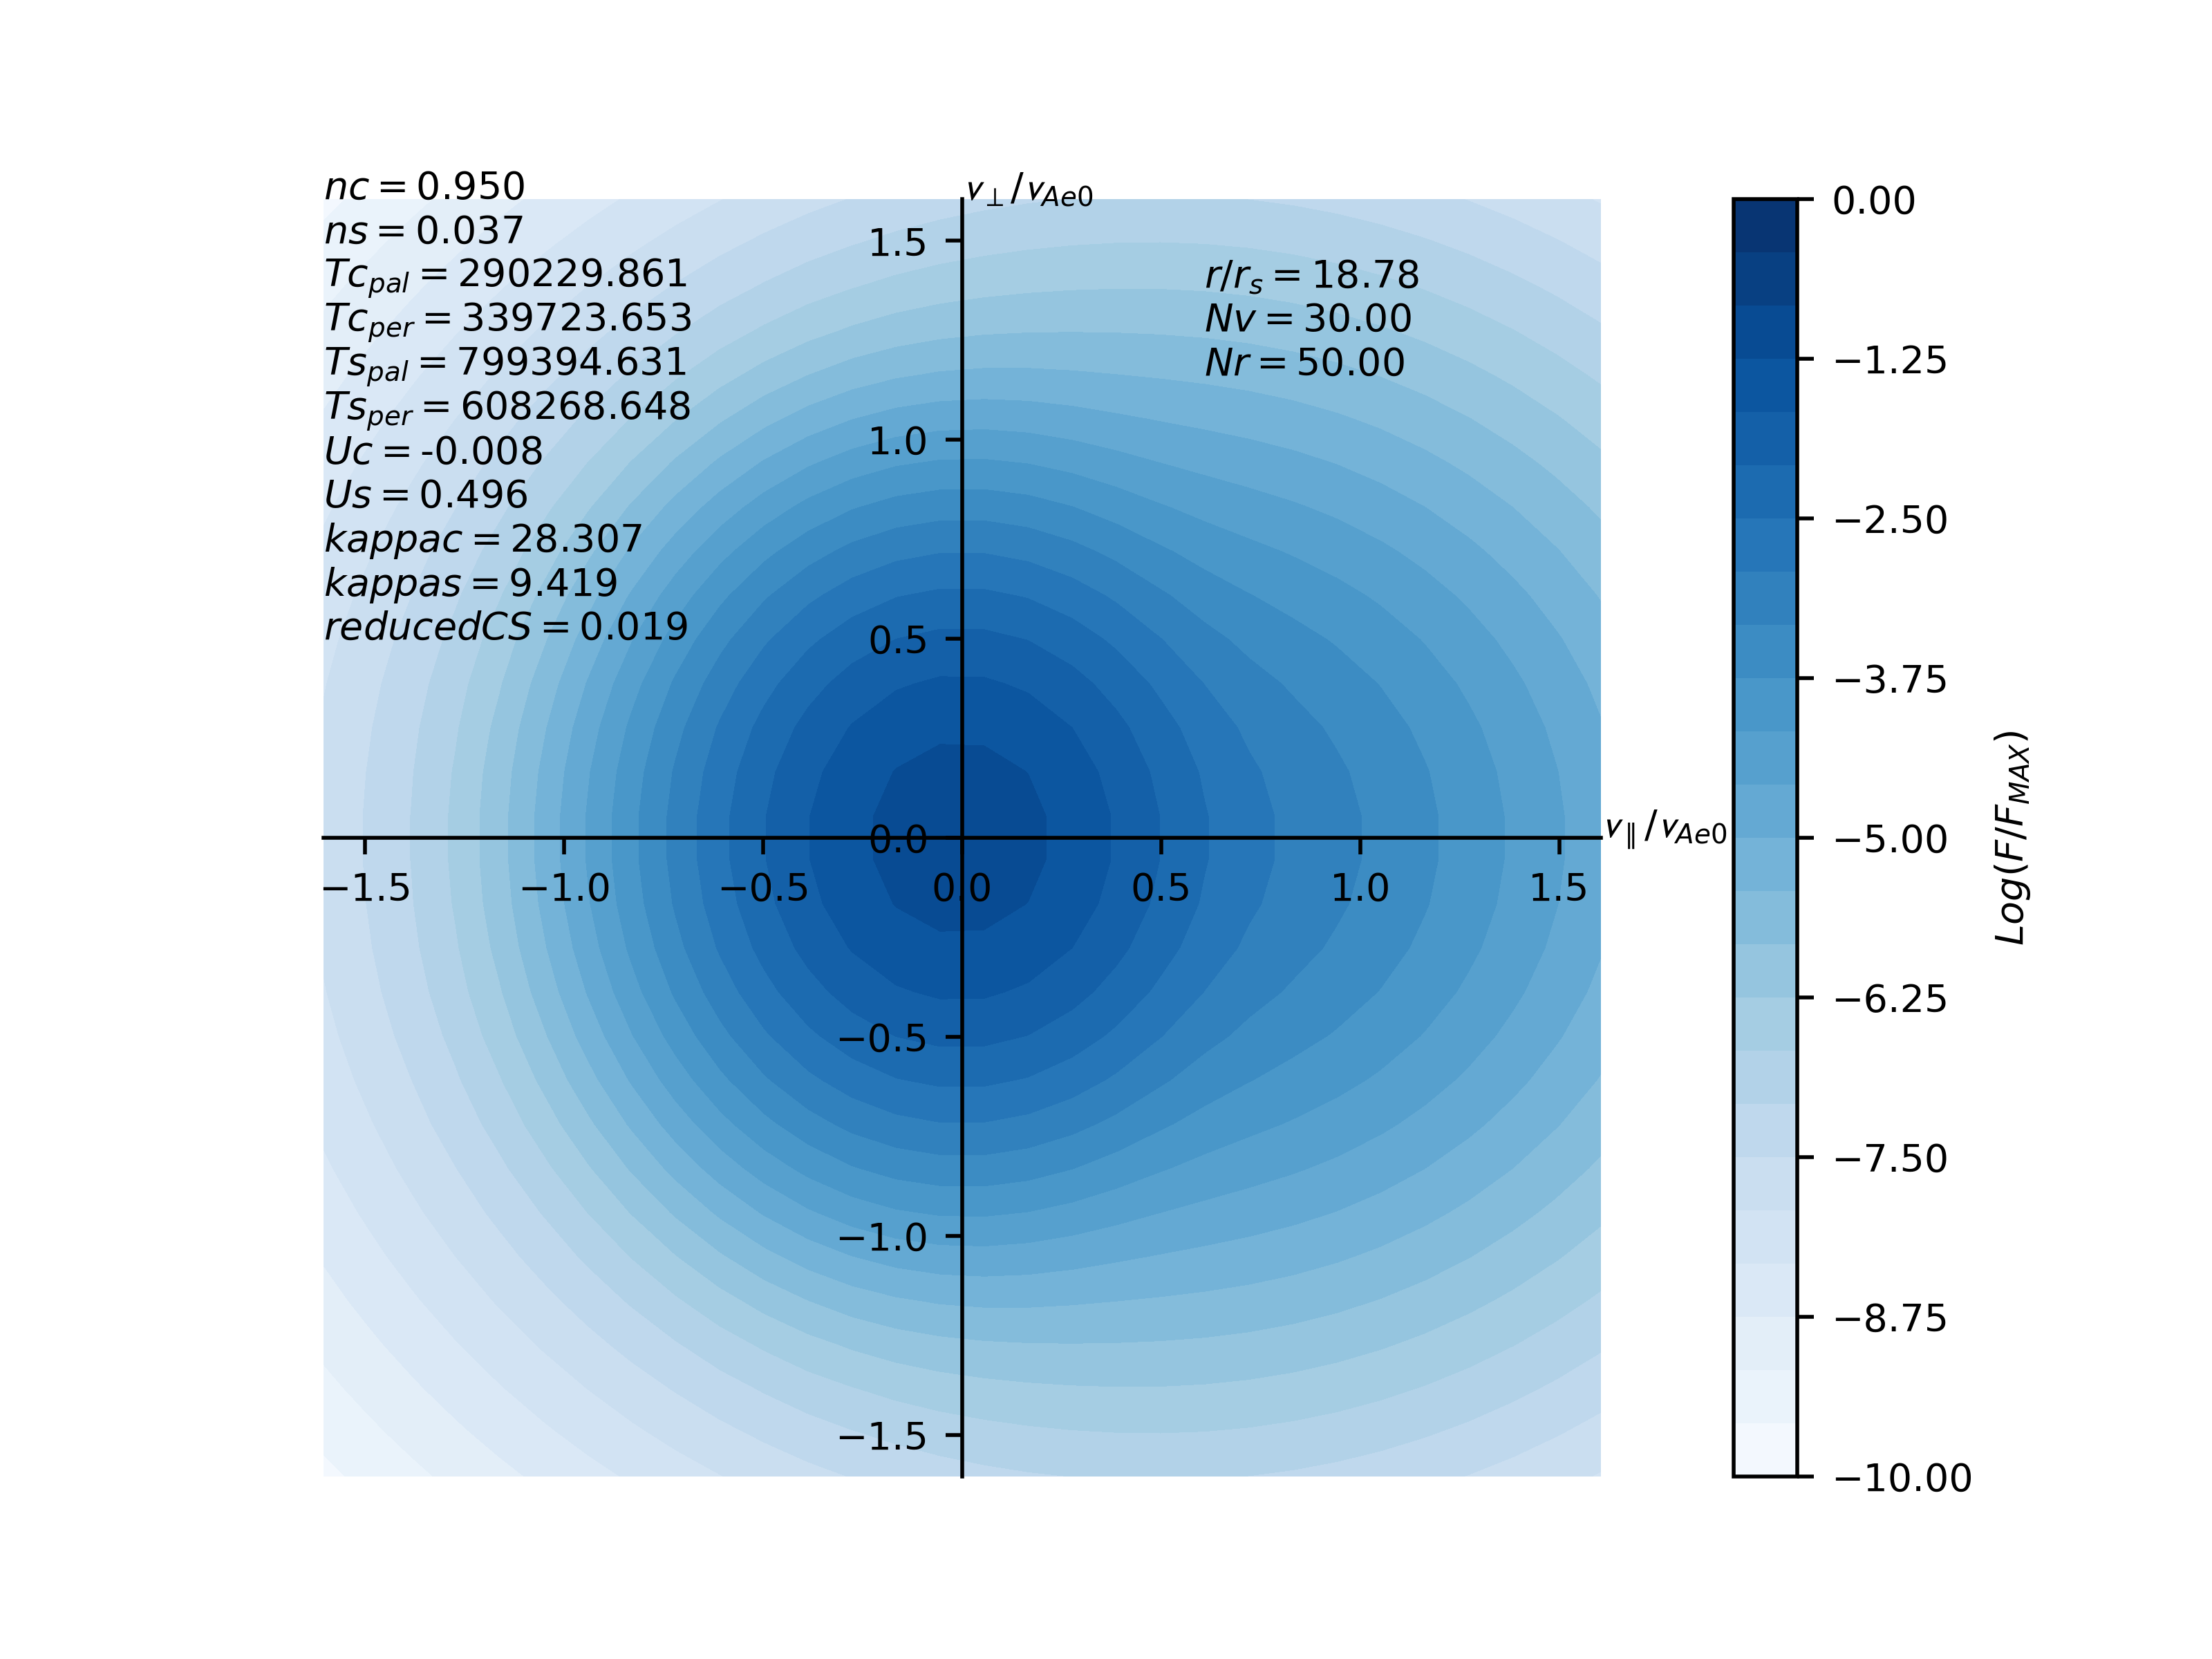 nc = 0.950
ns = 0.037
Tc_pal = 290229.861
Tc_per = 339723.653
Ts_pal = 799394.631
Ts_per = 608268.648
Uc = -0.008
Us = 0.496
kappac = 28.307
kappas = 9.419
reducedCS = 0.019
v_⊥/v_Ae0
r/r_s = 18.78
Nv = 30.00
Nr = 50.00
1.5
1.0
0.5
0.0
−0.5
−1.0
−1.5
−1.5 −1.0 −0.5 0.0 0.5 1.0 1.5
v_∥/v_Ae0
0.00
−1.25
−2.50
−3.75
−5.00
−6.25
−7.50
−8.75
−10.00
Log(F/F_MAX)